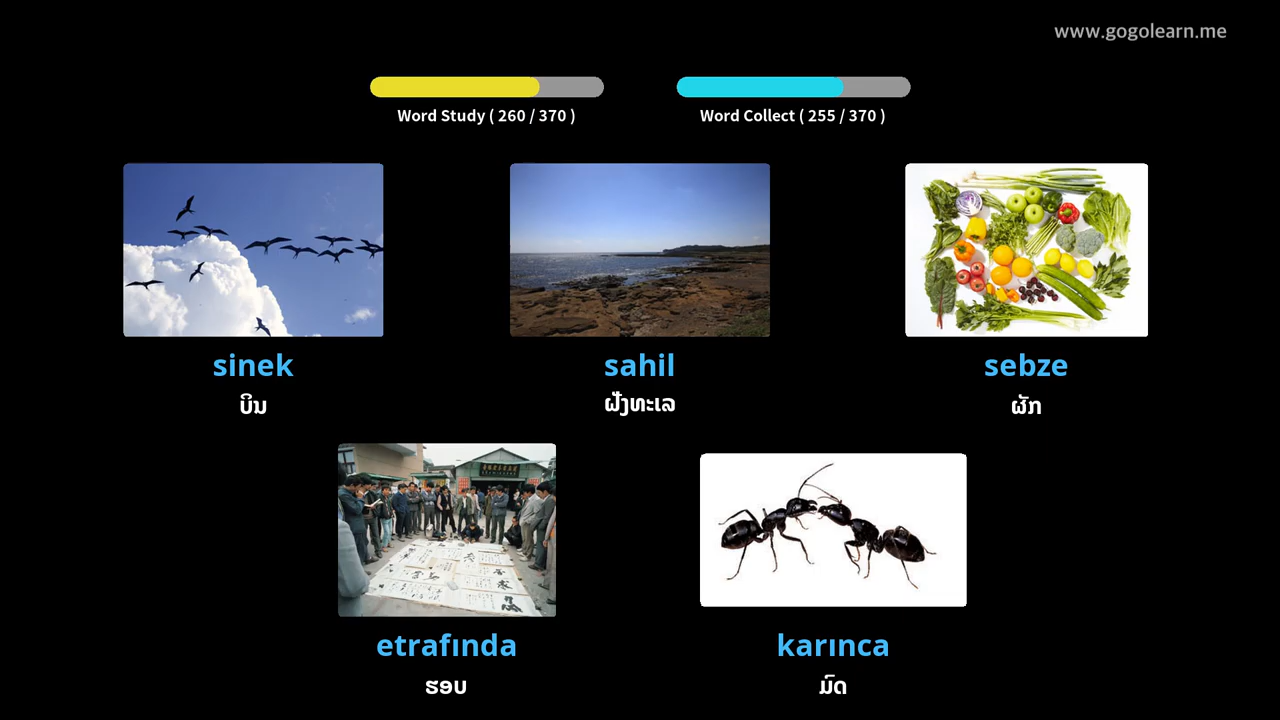 www.gogolearn.me
Word Study ( 260 / 370 )
Word Collect ( 255 / 370 )
sinek
ບິນ
sahil
ຝັ່ງທະເລ
sebze
ຜັກ
etrafında
ຮອບ
karınca
ມົດ